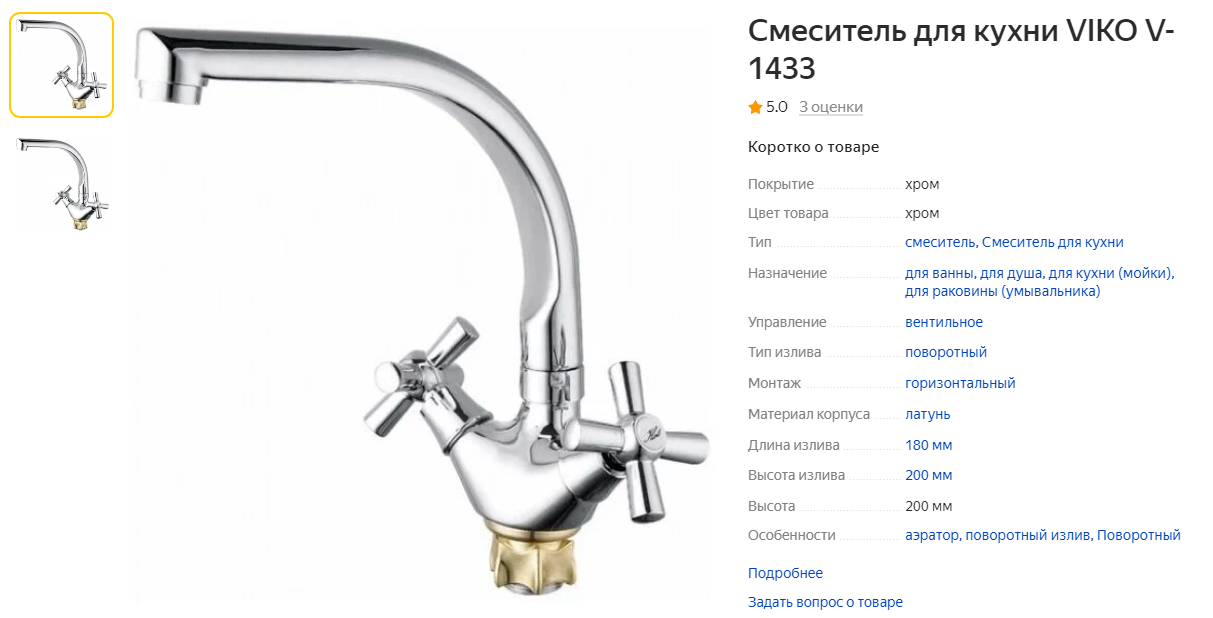 Смеситель для кухни VIKO V-
1433
5.0 3 оценки
Коротко о товаре
Покрытие хром
Цвет товара хром
Тип смеситель, Смеситель для кухни
Назначение для ванны, для душа, для кухни (мойки),
для раковины (умывальника)
Управление вентильное
Тип излива поворотный
Монтаж горизонтальный
Материал корпуса латунь
Длина излива 180 мм
Высота излива 200 мм
Высота 200 мм
Особенности аэратор, поворотный излив, Поворотный
Подробнее
Задать вопрос о товаре